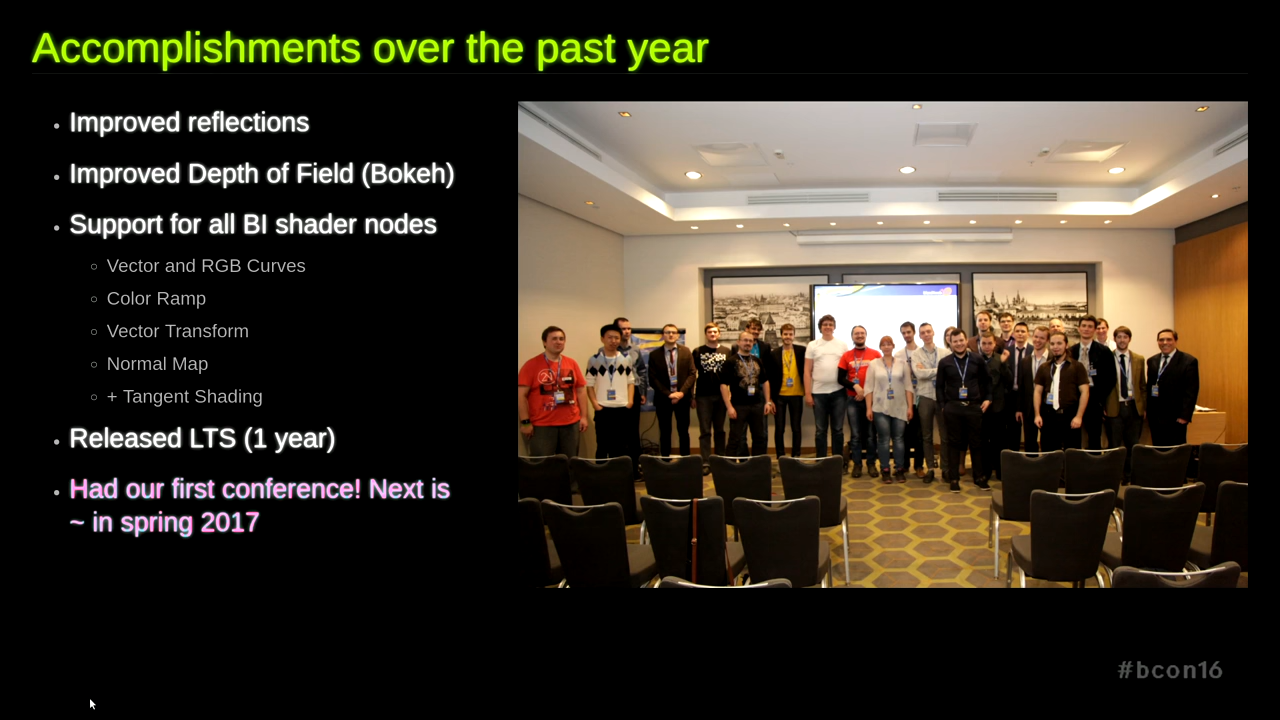 Accomplishments over the past year
Improved reflections
Improved Depth of Field (Bokeh)
Support for all BI shader nodes
Vector and RGB Curves
Color Ramp
Vector Transform
Normal Map
+ Tangent Shading
Released LTS (1 year)
Had our first conference! Next is
~ in spring 2017
#bcon16